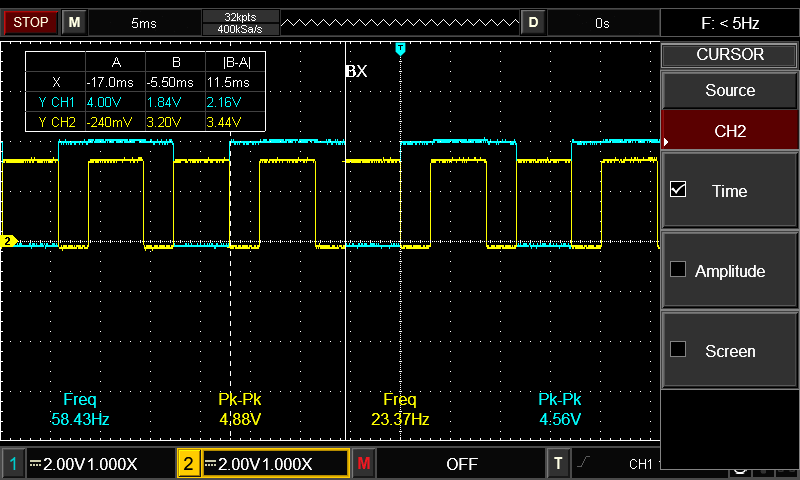 STOP M 5ms 32kpts D 0s F: < 5Hz
400kSa/s
CURSOR
A B |B-A|
X -17.0ms -5.50ms 11.5ms
Y CH1 4.00V 1.84V 2.16V
Y CH2 -240mV 3.20V 3.44V
T
BX
Source
CH2
Time
2
Amplitude
Screen
Freq Pk-Pk Freq Pk-Pk
58.43Hz 4.88V 23.37Hz 4.56V
1 2.00V1.000X 2 2.00V1.000X M OFF T CH1